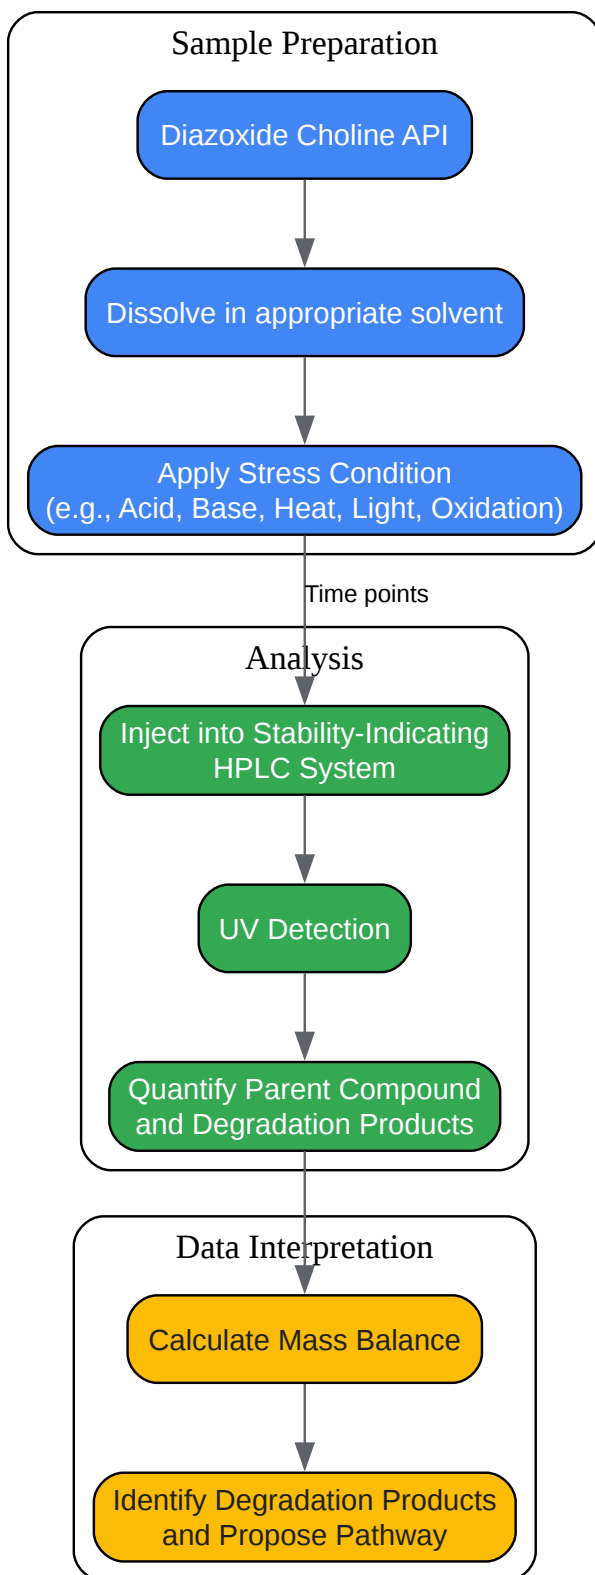 Sample Preparation
Diazoxide Choline API
Dissolve in appropriate solvent
Apply Stress Condition
(e.g., Acid, Base, Heat, Light, Oxidation)
Time points
Analysis
Inject into Stability-Indicating
HPLC System
UV Detection
Quantify Parent Compound
and Degradation Products
Data Interpretation
Calculate Mass Balance
Identify Degradation Products
and Propose Pathway